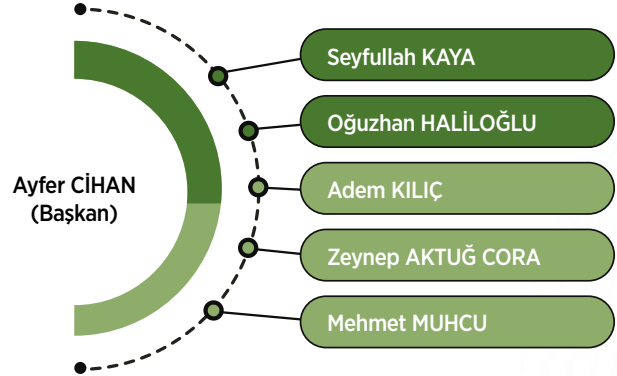 Ayfer CİHAN
(Başkan)
Seyfullah KAYA
Oğuzhan HALİLOĞLU
Adem KILIÇ
Zeynep AKTUĞ CORA
Mehmet MUHCU